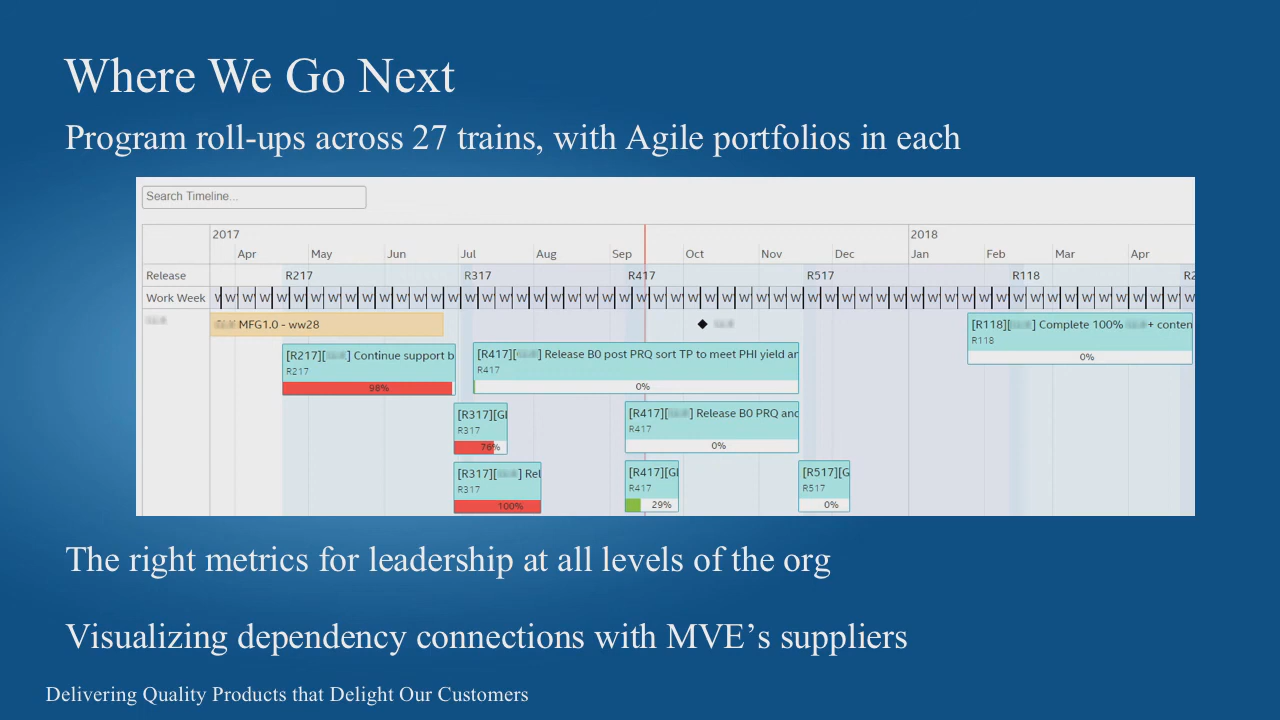 Where We Go Next
Program roll-ups across 27 trains, with Agile portfolios in each
Search Timeline...
2017 2018
Apr May Jun Jul Aug Sep Oct Nov Dec Jan Feb Mar Apr
Release R217 R317 R417 R517 R118 R2
Work Week W W W W W W W W W W W W W W W W W W W W W W W W W W W W W W W W W W W W W W W W W W W W W W W W W W W W W W W W W
MFG1.0 - ww28
[R118][ ] Complete 100% + conten
R118
0%
[R217][ ] Continue support b
R217
98%
[R417][ ] Release B0 post PRQ sort TP to meet PHI yield an
R417
0%
[R317][Gl
R317
76%
[R417][ ] Release B0 PRQ and
R417
0%
[R317][ ] Rel
R317
100%
[R417][Gl
R417
29%
[R517][G
R517
0%
The right metrics for leadership at all levels of the org
Visualizing dependency connections with MVE’s suppliers
Delivering Quality Products that Delight Our Customers